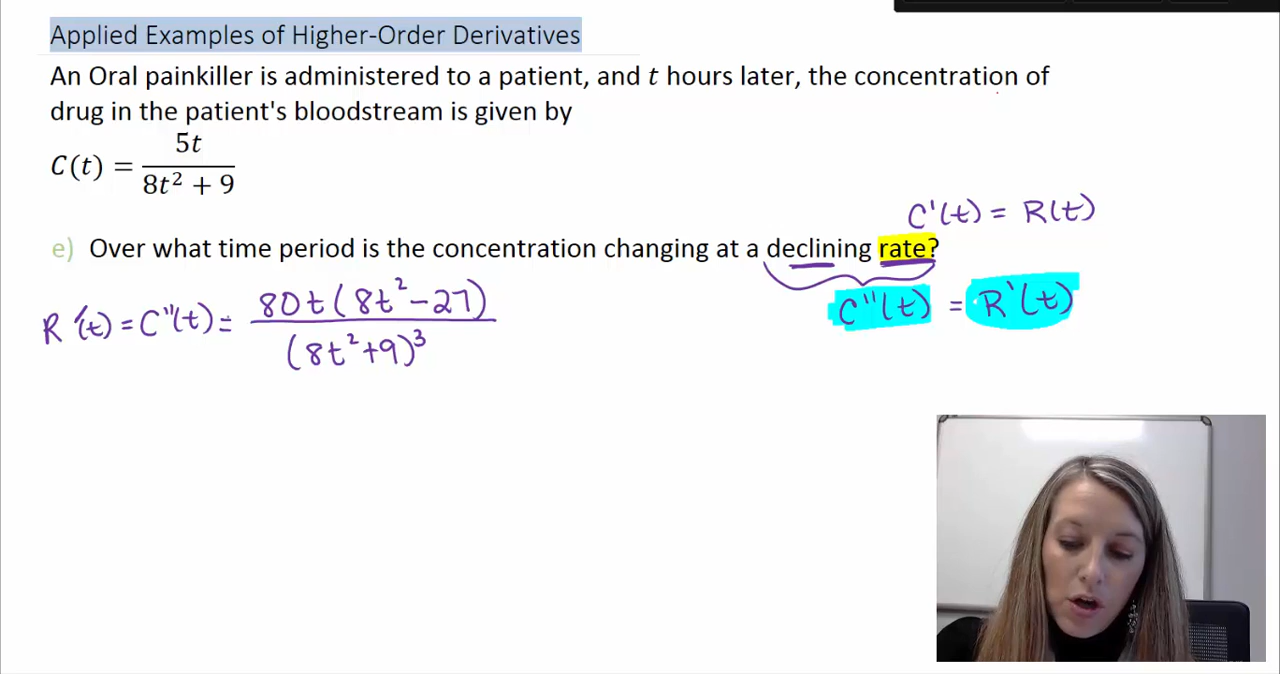 Applied Examples of Higher-Order Derivatives
An Oral painkiller is administered to a patient, and t hours later, the concentration of
drug in the patient's bloodstream is given by
C(t) = 5t / (8t² + 9)
C'(t) = R(t)
e) Over what time period is the concentration changing at a declining rate?
C''(t) = R'(t)
R'(t) = C''(t) = 80t(8t² - 27) / (8t² + 9)³